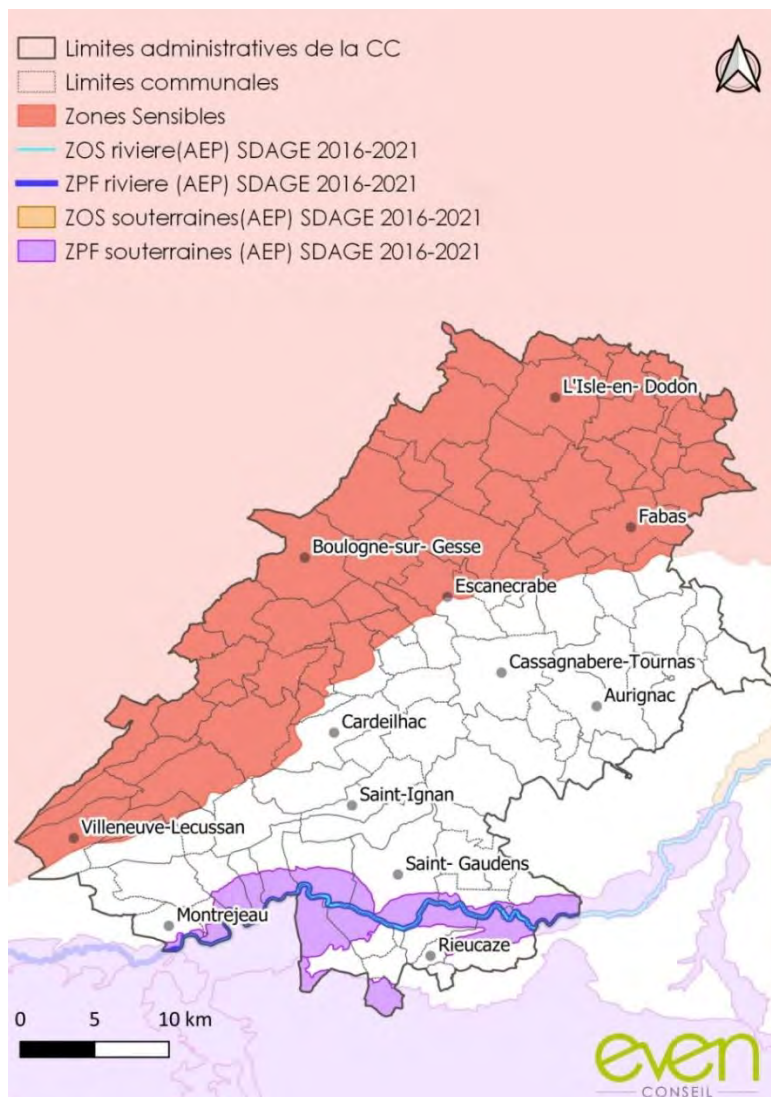 Limites administratives de la CC
Limites communales
Zones Sensibles
ZOS riviere(AEP) SDAGE 2016-2021
ZPF riviere (AEP) SDAGE 2016-2021
ZOS souterraines(AEP) SDAGE 2016-2021
ZPF souterraines (AEP) SDAGE 2016-2021
L'Isle-en- Dodon
Fabas
Boulogne-sur- Gesse
Escanecrabe
Cassagnabere-Tournas
Aurignac
Cardeilhac
Saint-Ignan
Villeneuve-Lecussan
Saint- Gaudens
Montrejeau
Rieucaze
0 5 10 km
even
CONSEIL